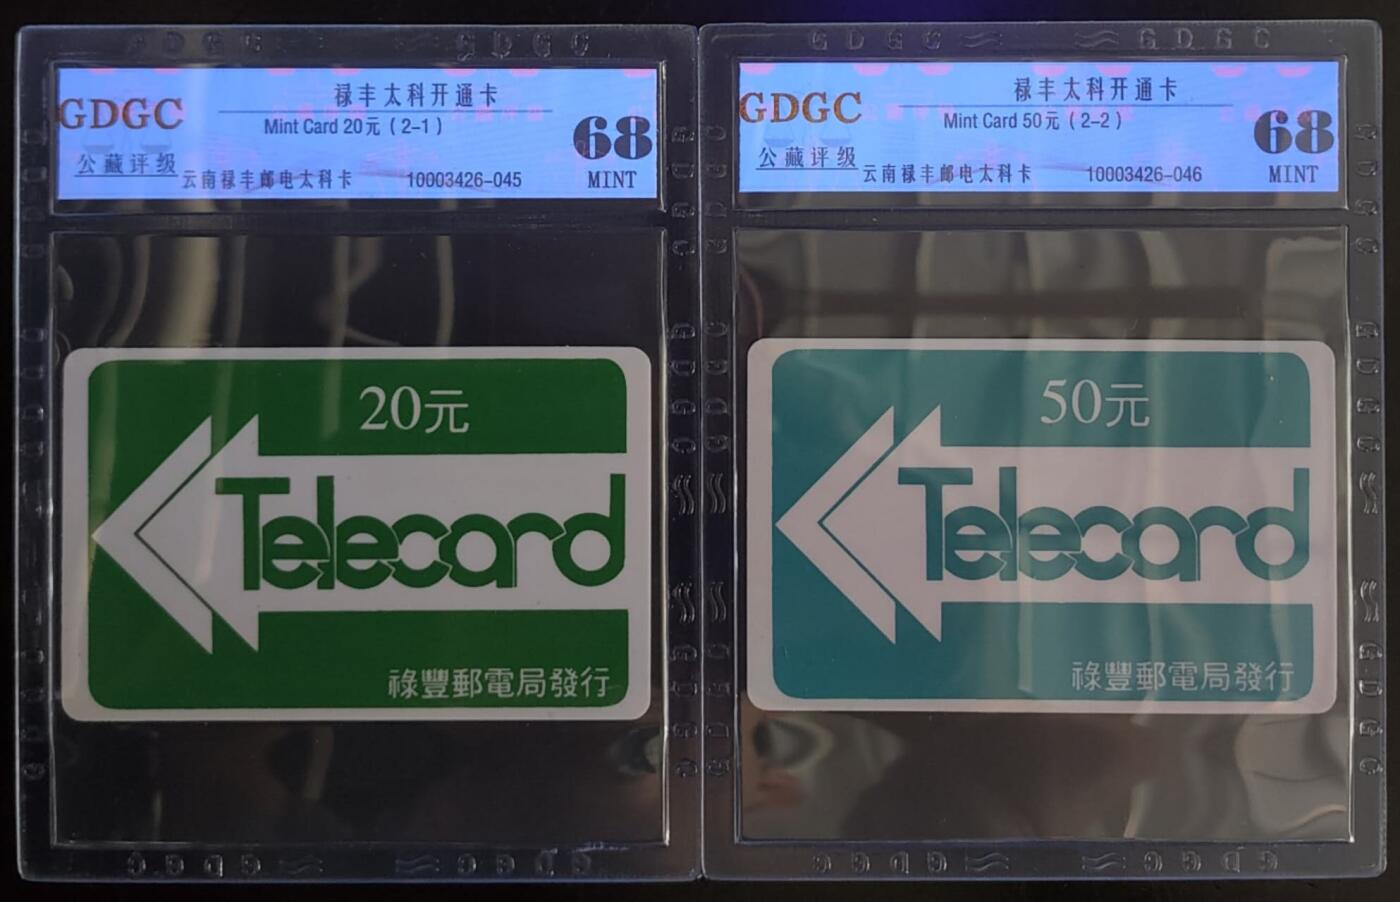 禄丰太科开通卡
GDGC
Mint Card 20元 (2-1)
68
公藏评级
云南禄丰邮电太科卡 10003426-045 MINT
20元
Telecard
祿豐郵電局發行
禄丰太科开通卡
GDGC
Mint Card 50元 (2-2)
68
公藏评级
云南禄丰邮电太科卡 10003426-046 MINT
50元
Telecard
祿豐郵電局發行